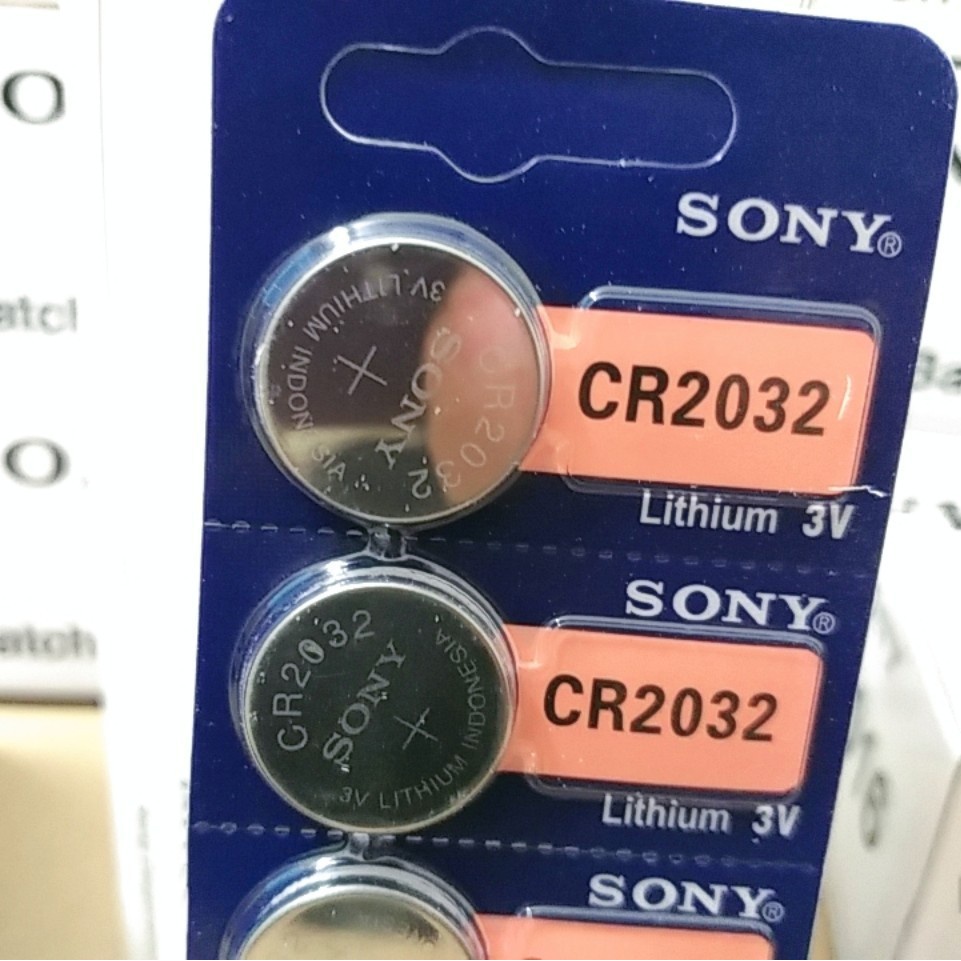 SONY®
CR2032
Lithium 3V
CR2032
SONY
3V LITHIUM INDONESIA
SONY®
CR2032
Lithium 3V
CR2032
SONY
3V LITHIUM INDONESIA
SONY®